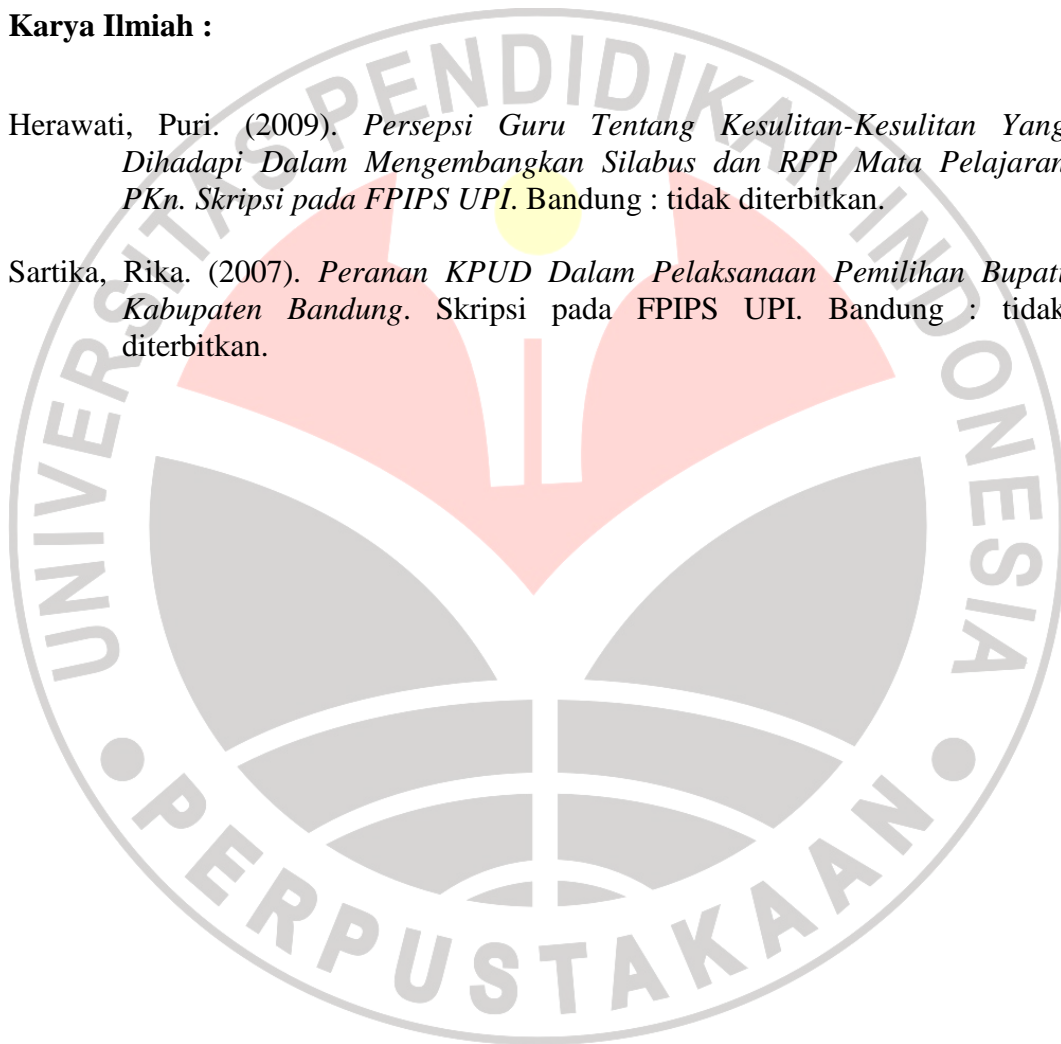 Karya Ilmiah :
Herawati, Puri. (2009). Persepsi Guru Tentang Kesulitan-Kesulitan Yang
Dihadapi Dalam Mengembangkan Silabus dan RPP Mata Pelajaran
PKn. Skripsi pada FPIPS UPI. Bandung : tidak diterbitkan.
Sartika, Rika. (2007). Peranan KPUD Dalam Pelaksanaan Pemilihan Bupati
Kabupaten Bandung. Skripsi pada FPIPS UPI. Bandung : tidak
diterbitkan.
UNIVERSITAS PENDIDIKAN INDONESIA
PERPUSTAKAAN